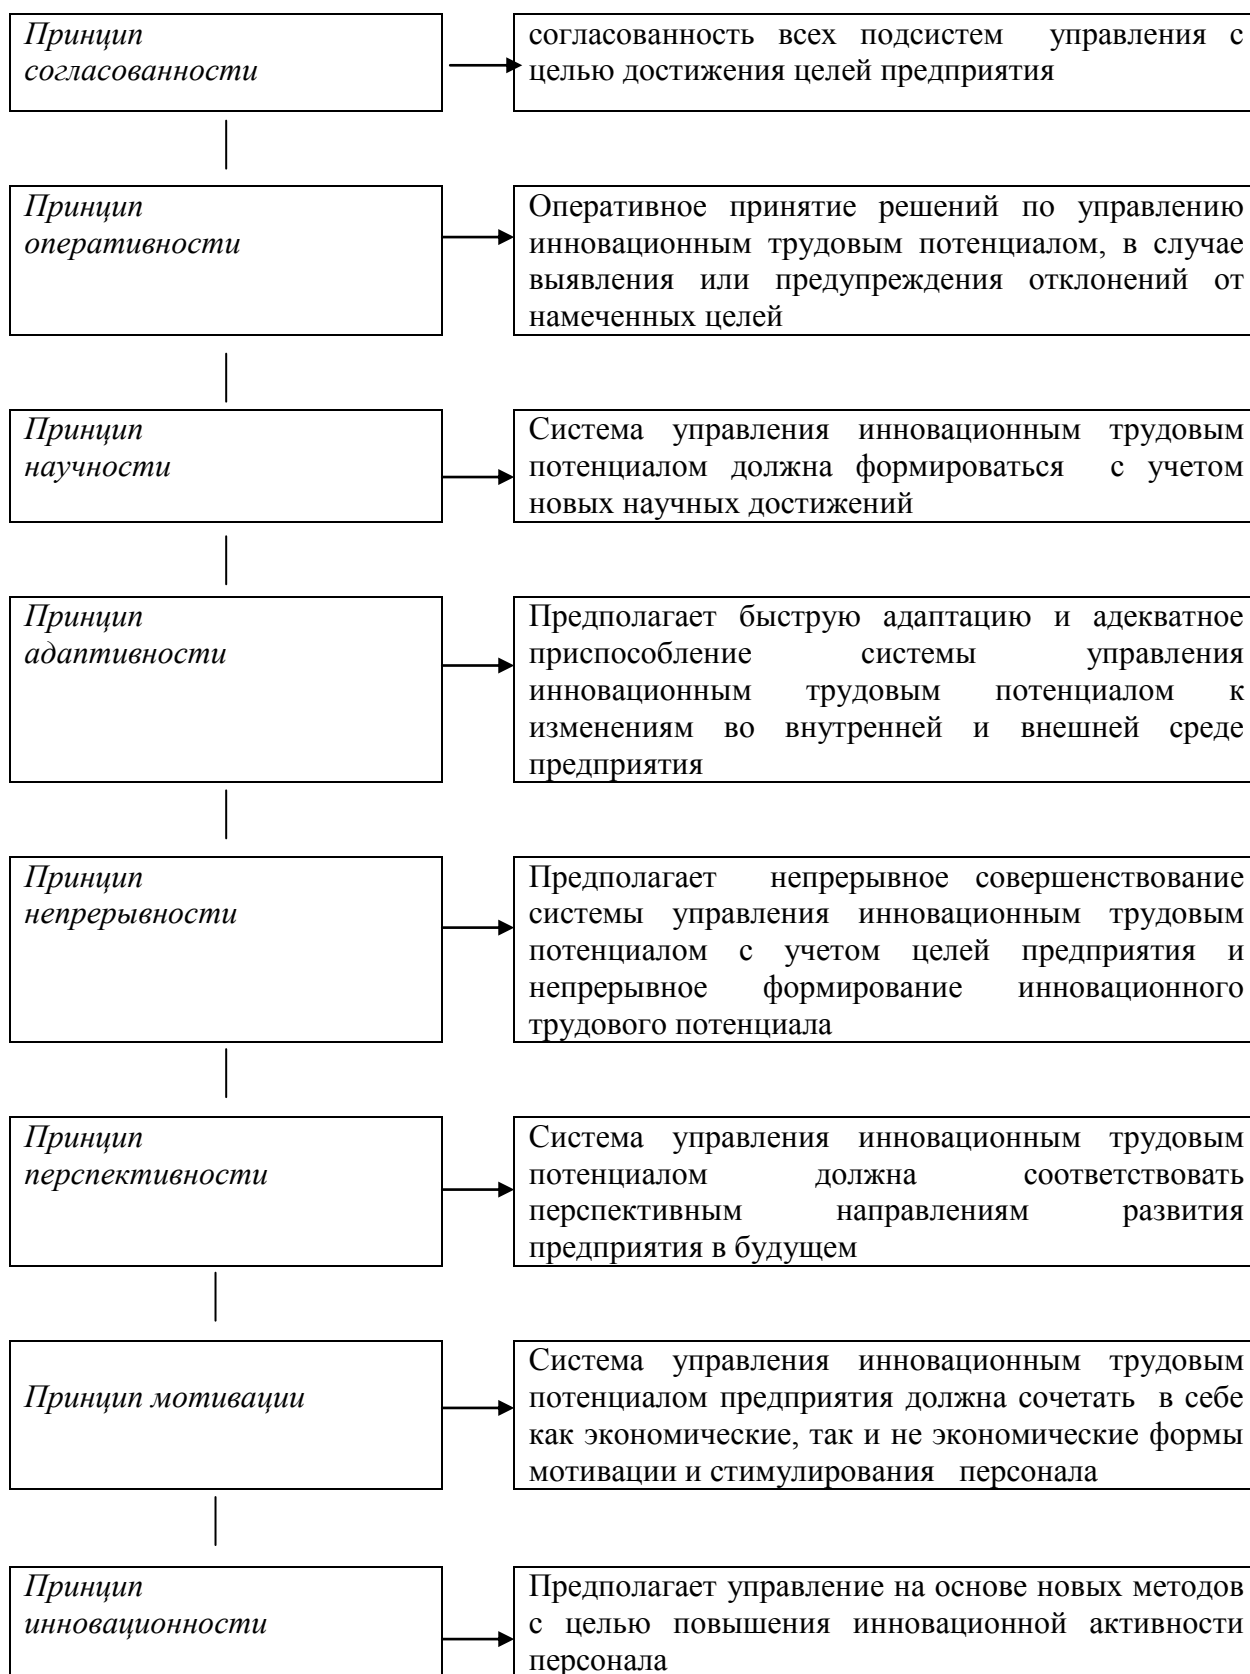 Принцип
согласованности
согласованность всех подсистем управления с
целью достижения целей предприятия
Принцип
оперативности
Оперативное принятие решений по управлению
инновационным трудовым потенциалом, в случае
выявления или предупреждения отклонений от
намеченных целей
Принцип
научности
Система управления инновационным трудовым
потенциалом должна формироваться с учетом
новых научных достижений
Принцип
адаптивности
Предполагает быструю адаптацию и адекватное
приспособление системы управления
инновационным трудовым потенциалом к
изменениям во внутренней и внешней среде
предприятия
Принцип
непрерывности
Предполагает непрерывное совершенствование
системы управления инновационным трудовым
потенциалом с учетом целей предприятия и
непрерывное формирование инновационного
трудового потенциала
Принцип
перспективности
Система управления инновационным трудовым
потенциалом должна соответствовать
перспективным направлениям развития
предприятия в будущем
Принцип мотивации
Система управления инновационным трудовым
потенциалом предприятия должна сочетать в себе
как экономические, так и не экономические формы
мотивации и стимулирования персонала
Принцип
инновационности
Предполагает управление на основе новых методов
с целью повышения инновационной активности
персонала